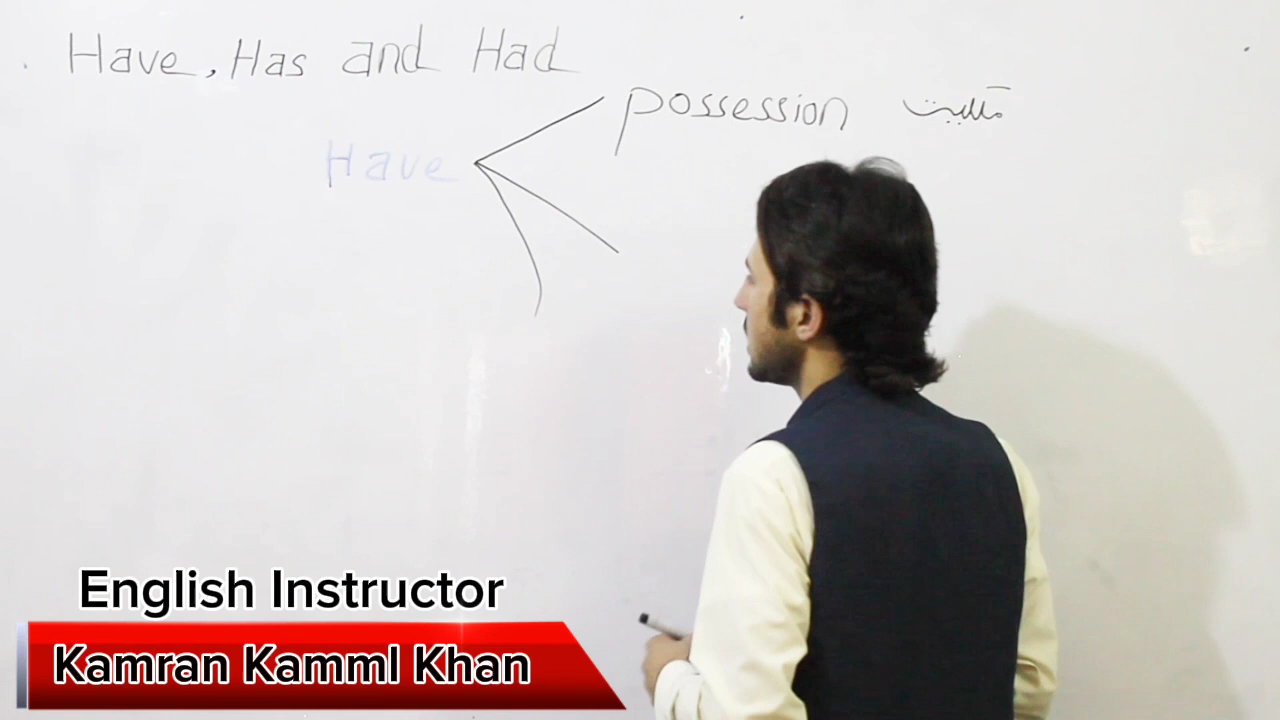 Have, Has and Had
possession ملکیت
Have
English Instructor
Kamran Kamml Khan